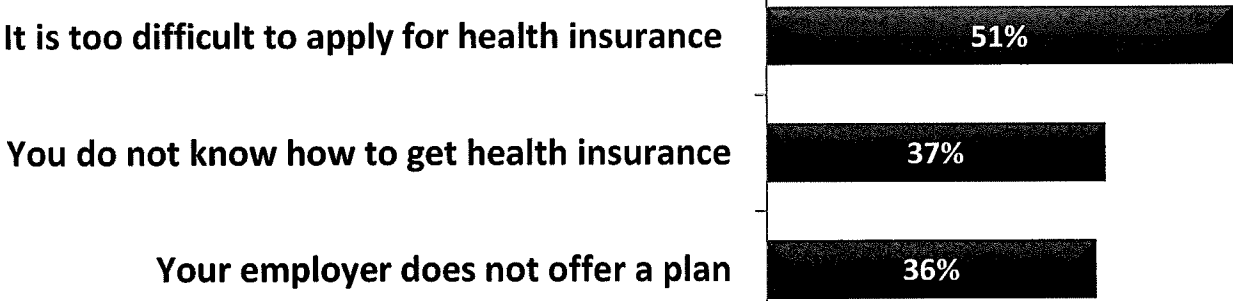 It is too difficult to apply for health insurance 51%
You do not know how to get health insurance 37%
Your employer does not offer a plan 36%